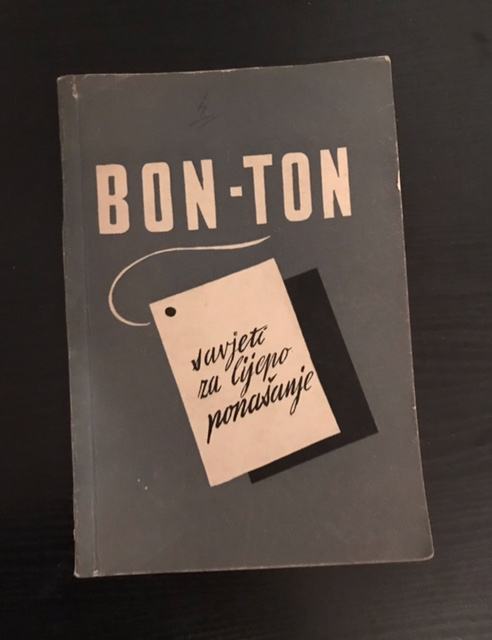 BON-TON
savjeti
za lijepo
ponašanje